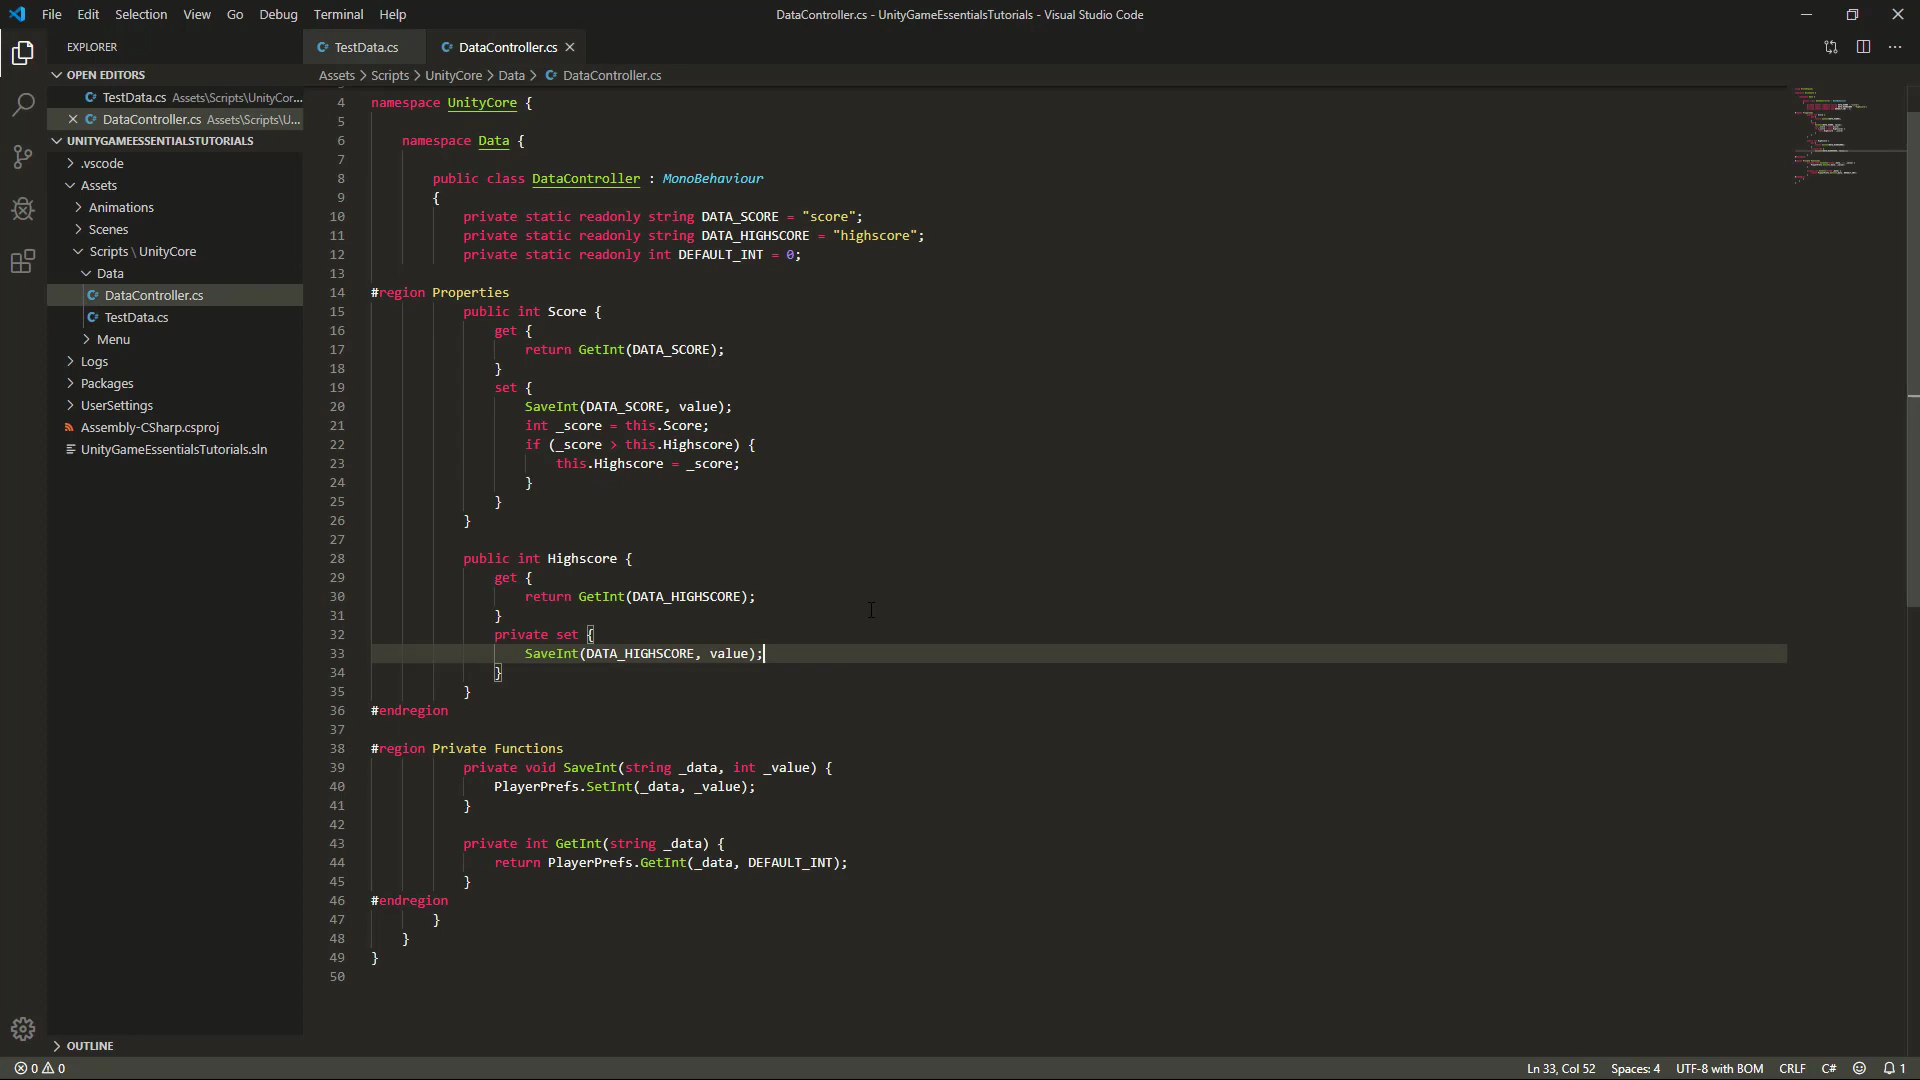 File Edit Selection View Go Debug Terminal Help
DataController.cs - UnityGameEssentialsTutorials - Visual Studio Code
EXPLORER
OPEN EDITORS
TestData.cs Assets\Scripts\UnityCor...
DataController.cs Assets\Scripts\U...
UNITYGAMEESSENTIALSTUTORIALS
.vscode
Assets
Animations
Scenes
Scripts \ UnityCore
Data
DataController.cs
TestData.cs
Menu
Logs
Packages
UserSettings
Assembly-CSharp.csproj
UnityGameEssentialsTutorials.sln
OUTLINE
TestData.cs
DataController.cs
Assets > Scripts > UnityCore > Data > DataController.cs
4 namespace UnityCore {
5
6 namespace Data {
7
8 public class DataController : MonoBehaviour
9 {
10 private static readonly string DATA_SCORE = "score";
11 private static readonly string DATA_HIGHSCORE = "highscore";
12 private static readonly int DEFAULT_INT = 0;
13
14 #region Properties
15 public int Score {
16 get {
17 return GetInt(DATA_SCORE);
18 }
19 set {
20 SaveInt(DATA_SCORE, value);
21 int _score = this.Score;
22 if (_score > this.Highscore) {
23 this.Highscore = _score;
24 }
25 }
26 }
27
28 public int Highscore {
29 get {
30 return GetInt(DATA_HIGHSCORE);
31 }
32 private set {
33 SaveInt(DATA_HIGHSCORE, value);
34 }
35 }
36 #endregion
37
38 #region Private Functions
39 private void SaveInt(string _data, int _value) {
40 PlayerPrefs.SetInt(_data, _value);
41 }
42
43 private int GetInt(string _data) {
44 return PlayerPrefs.GetInt(_data, DEFAULT_INT);
45 }
46 #endregion
47 }
48 }
49 }
50
0 0
Ln 33, Col 52 Spaces: 4 UTF-8 with BOM CRLF C# 1